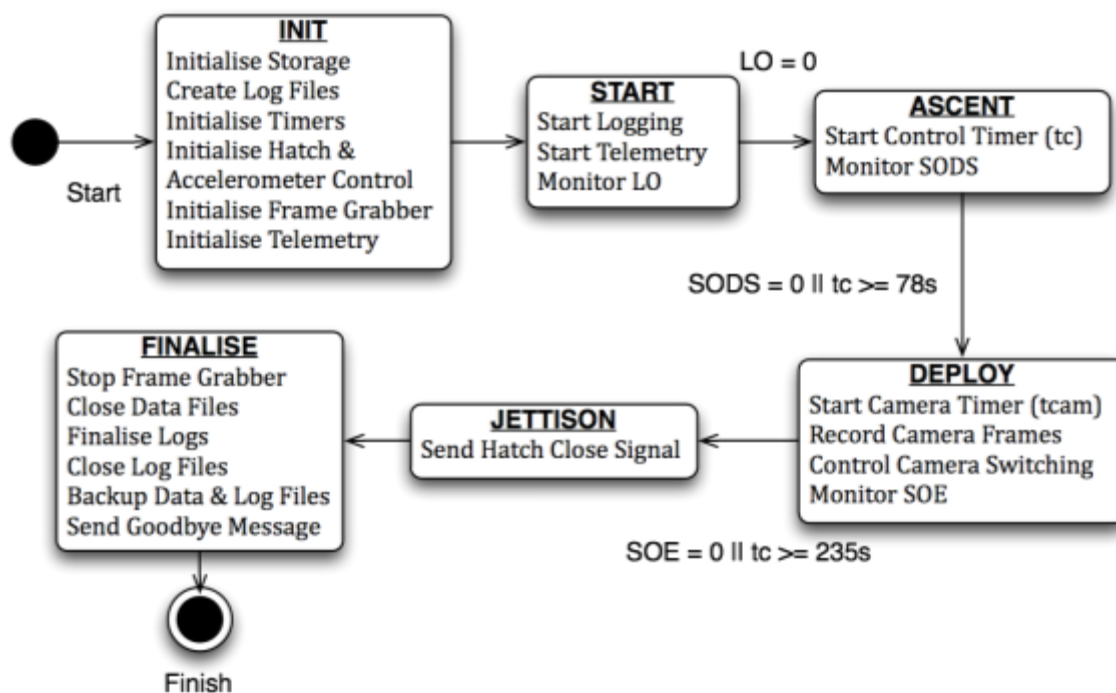 INIT
Initialise Storage
Create Log Files
Initialise Timers
Initialise Hatch &
Accelerometer Control
Initialise Frame Grabber
Initialise Telemetry
Start
START
Start Logging
Start Telemetry
Monitor LO
LO = 0
ASCENT
Start Control Timer (tc)
Monitor SODS
SODS = 0 || tc >= 78s
DEPLOY
Start Camera Timer (tcam)
Record Camera Frames
Control Camera Switching
Monitor SOE
SOE = 0 || tc >= 235s
JETTISON
Send Hatch Close Signal
FINALISE
Stop Frame Grabber
Close Data Files
Finalise Logs
Close Log Files
Backup Data & Log Files
Send Goodbye Message
Finish